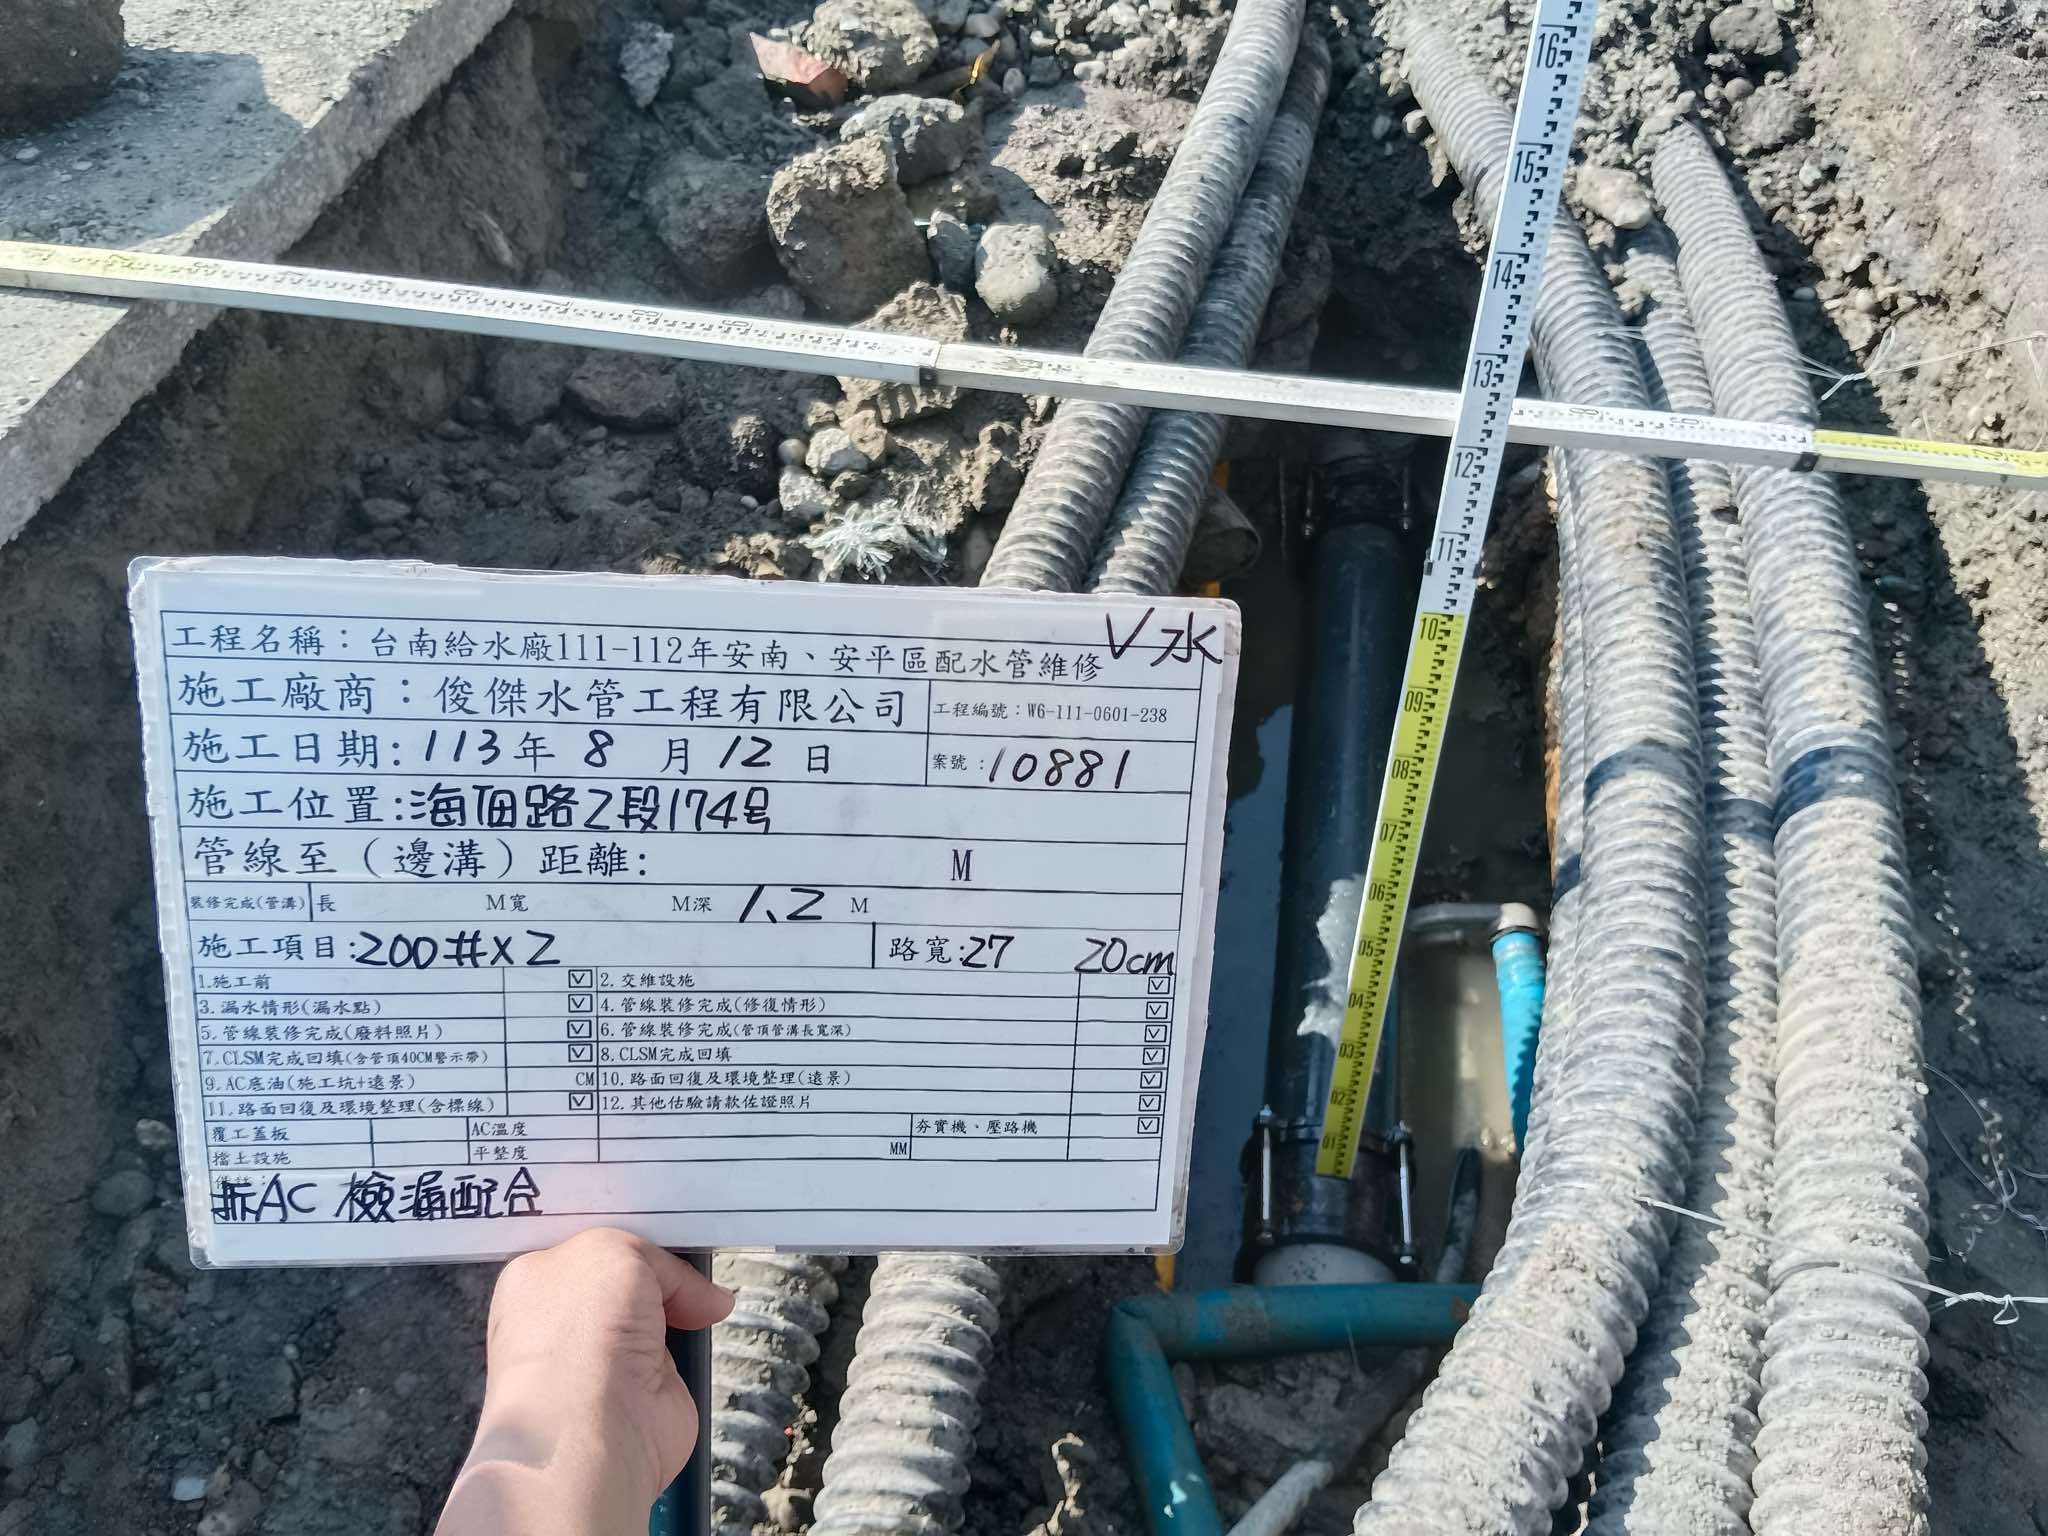 V水
工程名稱：台南給水廠111-112年安南、安平區配水管維修
施工廠商：俊傑水管工程有限公司 工程編號：W6-111-0601-238
施工日期：113年 8 月 12 日 案號：10881
施工位置：海佃路2段174号
管線至（邊溝）距離： M
裝修完成(管溝) 長 M寬 M深 1.2 M
施工項目：200#x2 路寬：27 20cm
1.施工前 ☑ 2.交維設施 ☑
3.漏水情形(漏水點) ☑ 4.管線裝修完成(修復情形) ☑
5.管線裝修完成(廢料照片) ☑ 6.管線裝修完成(管頂管溝長寬深) ☑
7.CLSM完成回填(含管頂40CM警示帶) ☑ 8.CLSM完成回填 ☑
9.AC底油(施工坑+遠景) CM 10.路面回復及環境整理(遠景) ☑
11.路面回復及環境整理(含標線) ☑ 12.其他估驗請款佐證照片 ☑
覆工蓋板 AC溫度 夯實機、壓路機 ☑
擋土設施 平整度 MM
拆AC 檢漏配合
16
15
14
13
12
11
10
09
08
07
06
05
04
03
02
01